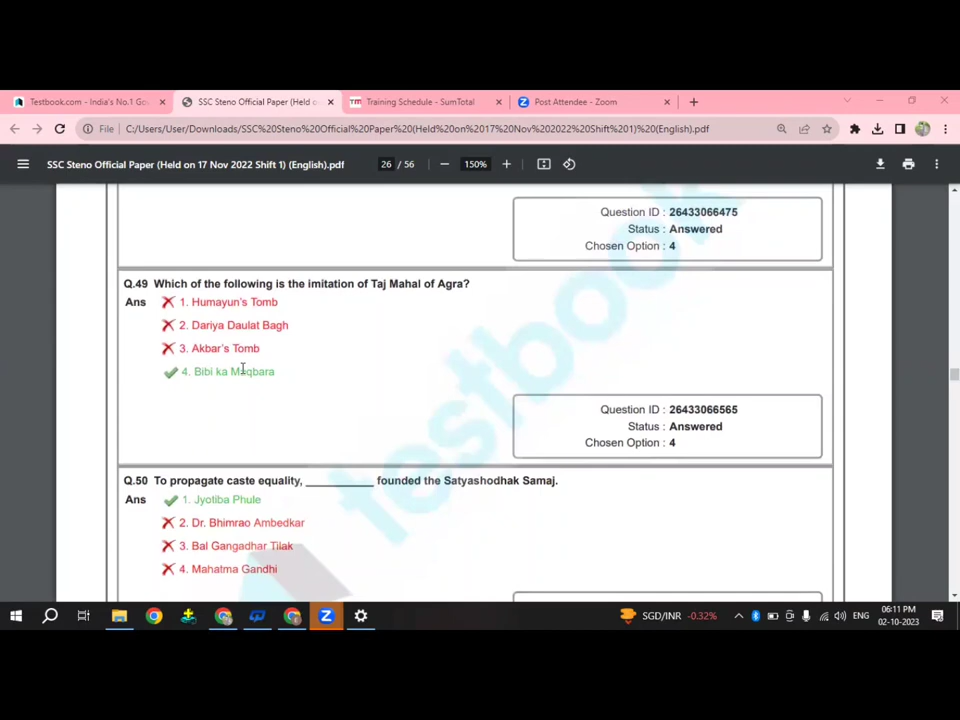 Testbook.com - India's No.1 Go
SSC Steno Official Paper (Held o
Training Schedule - SumTotal
Post Attendee - Zoom
File
C:/Users/User/Downloads/SSC%20Steno%20Official%20Paper%20(Held%20on%2017%20Nov%202022%20Shift%201)%20(English).pdf
SSC Steno Official Paper (Held on 17 Nov 2022 Shift 1) (English).pdf
26 / 56
150%
Question ID : 26433066475
Status : Answered
Chosen Option : 4
Q.49 Which of the following is the imitation of Taj Mahal of Agra?
Ans
1. Humayun's Tomb
2. Dariya Daulat Bagh
3. Akbar's Tomb
4. Bibi ka Maqbara
Question ID : 26433066565
Status : Answered
Chosen Option : 4
Q.50 To propagate caste equality, __________ founded the Satyashodhak Samaj.
Ans
1. Jyotiba Phule
2. Dr. Bhimrao Ambedkar
3. Bal Gangadhar Tilak
4. Mahatma Gandhi
testbook
SGD/INR -0.32%
ENG
06:11 PM
02-10-2023